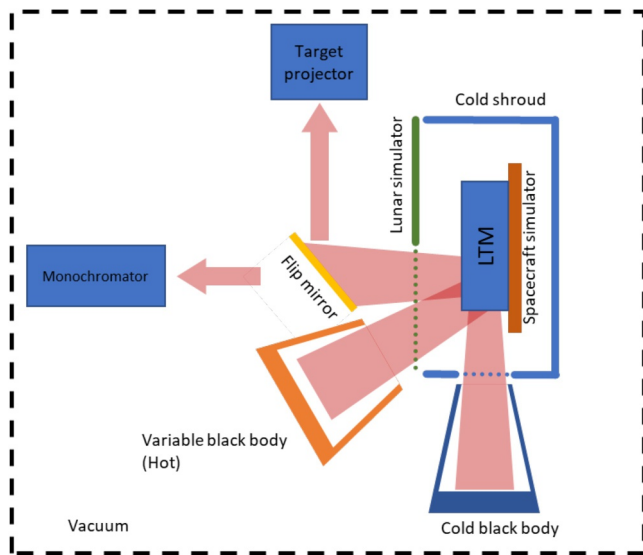 Target
projector
Cold shroud
Lunar simulator
LTM
Spacecraft simulator
Flip mirror
Monochromator
Variable black body
(Hot)
Vacuum
Cold black body